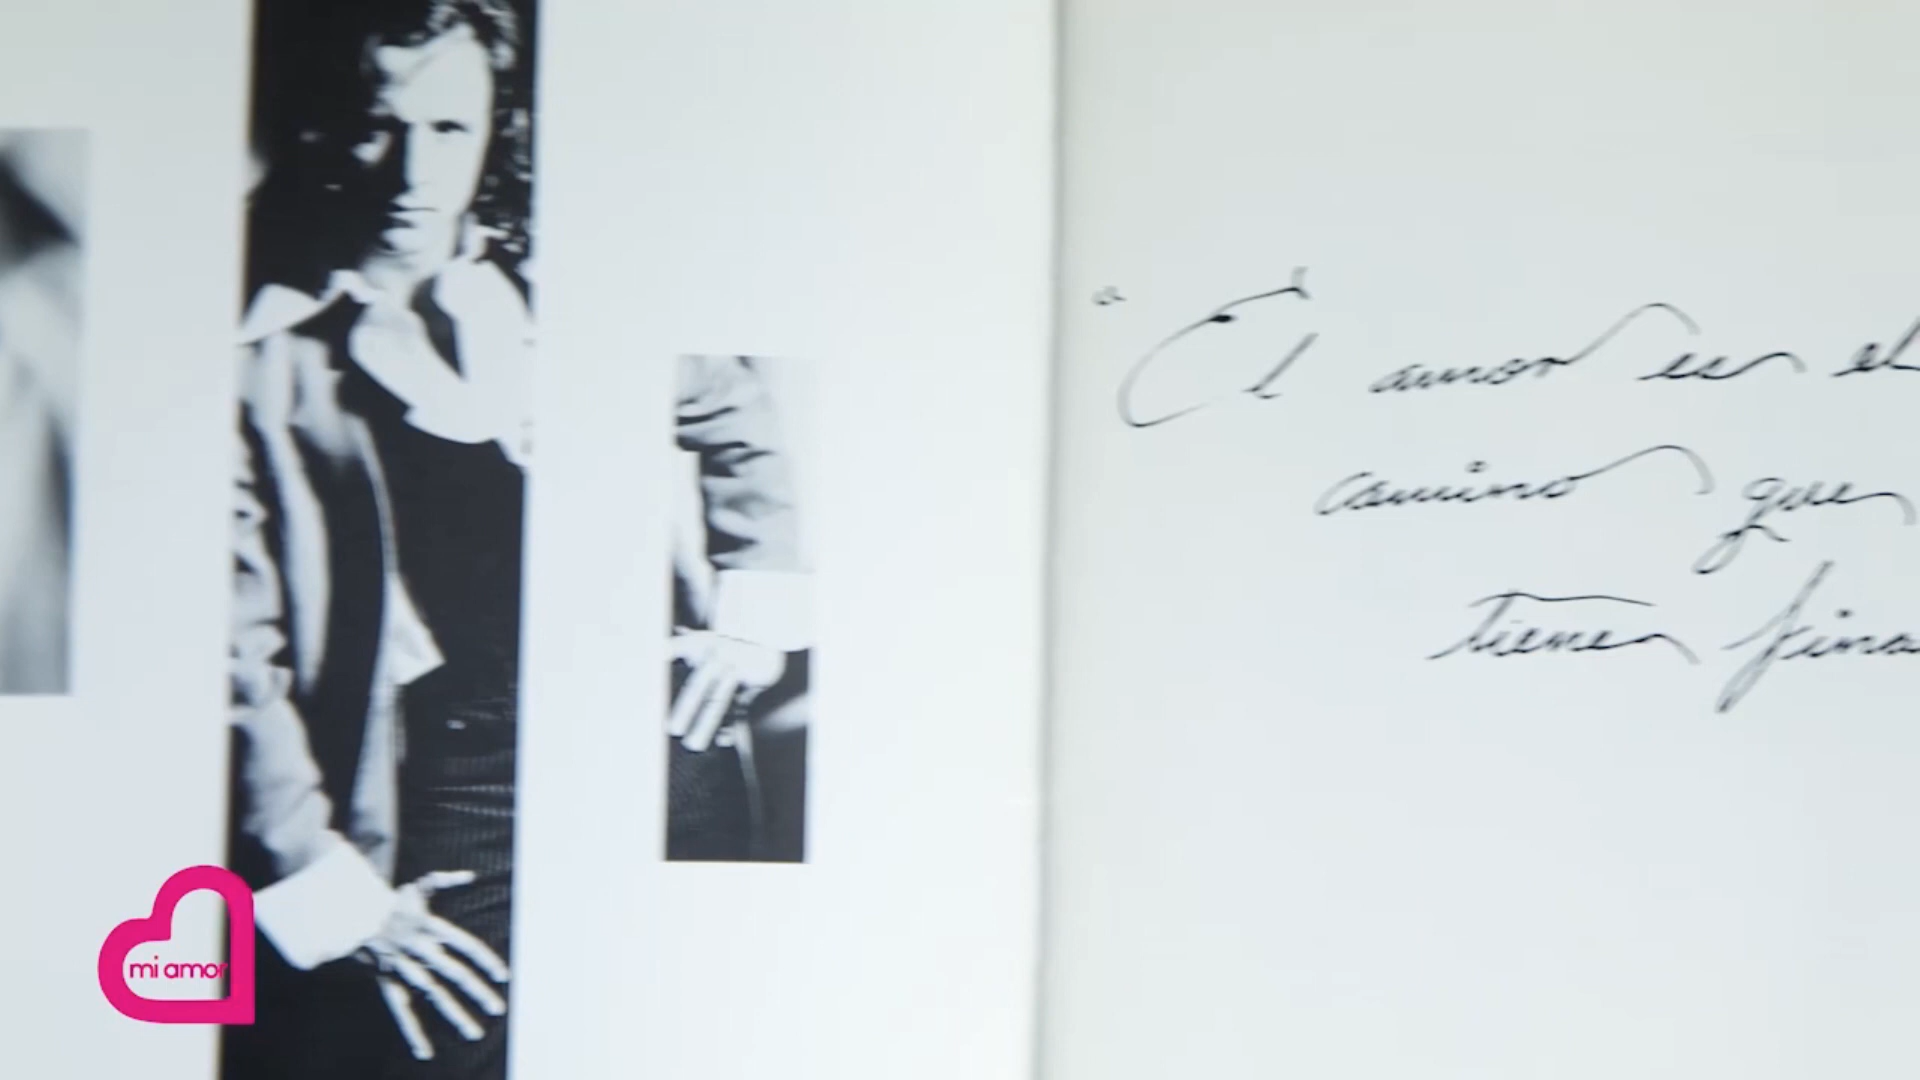 "El amor es el
camino que
tiene
mi amor